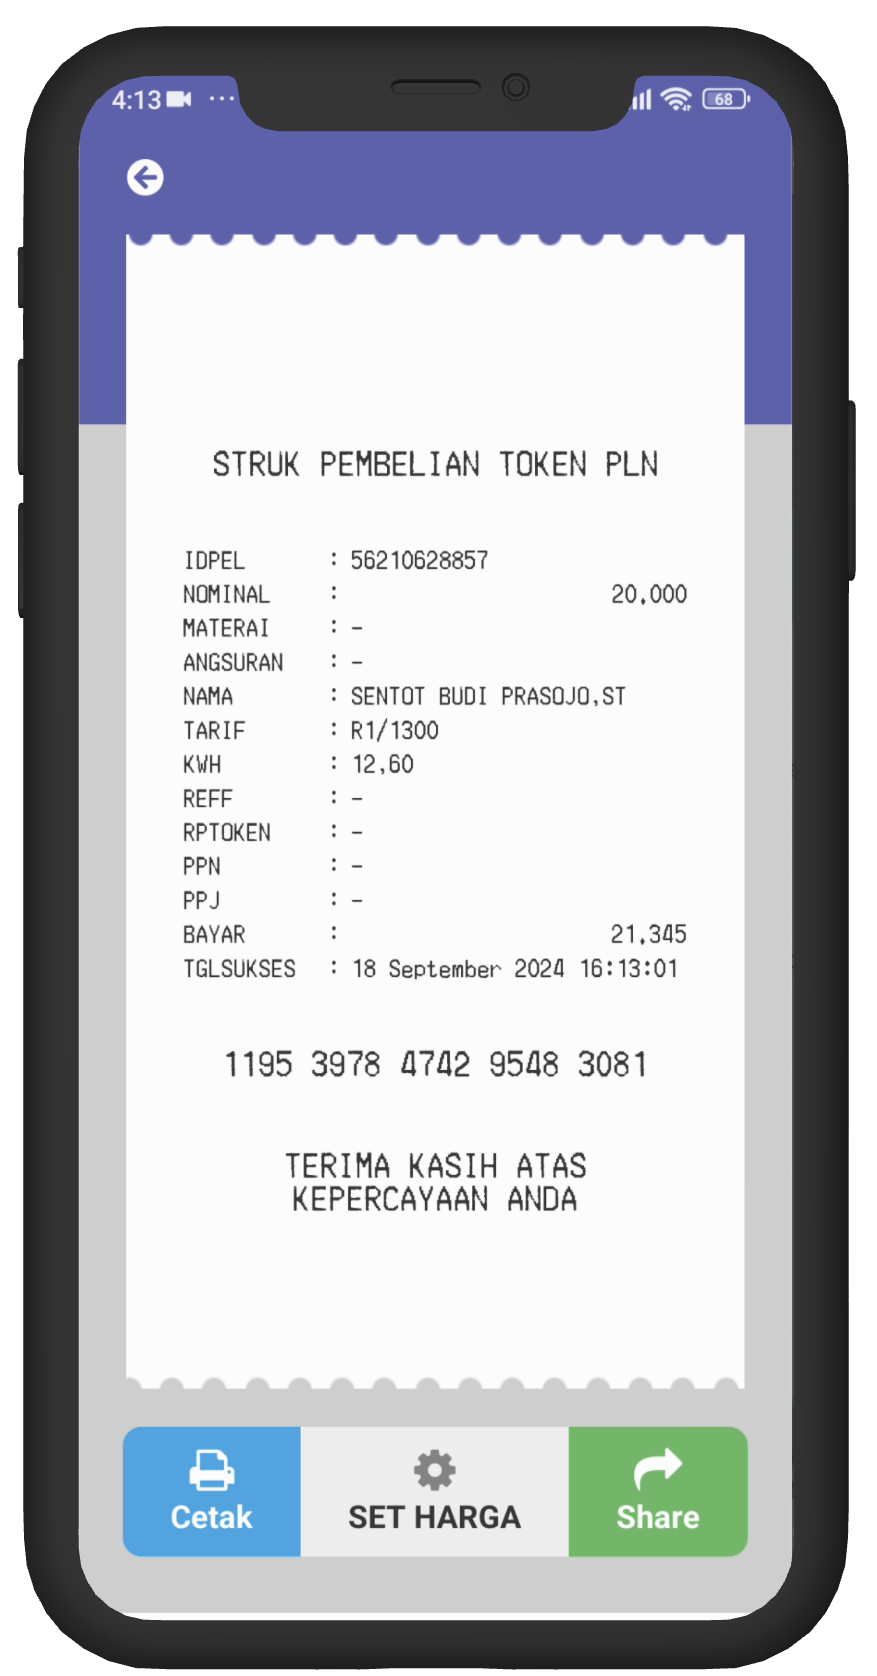 4:13 ... 68
STRUK PEMBELIAN TOKEN PLN
IDPEL : 56210628857
NOMINAL : 20,000
MATERAI : -
ANGSURAN : -
NAMA : SENTOT BUDI PRASOJO,ST
TARIF : R1/1300
KWH : 12,60
REFF : -
RPTOKEN : -
PPN : -
PPJ : -
BAYAR : 21,345
TGLSUKSES : 18 September 2024 16:13:01
1195 3978 4742 9548 3081
TERIMA KASIH ATAS
KEPERCAYAAN ANDA
Cetak SET HARGA Share